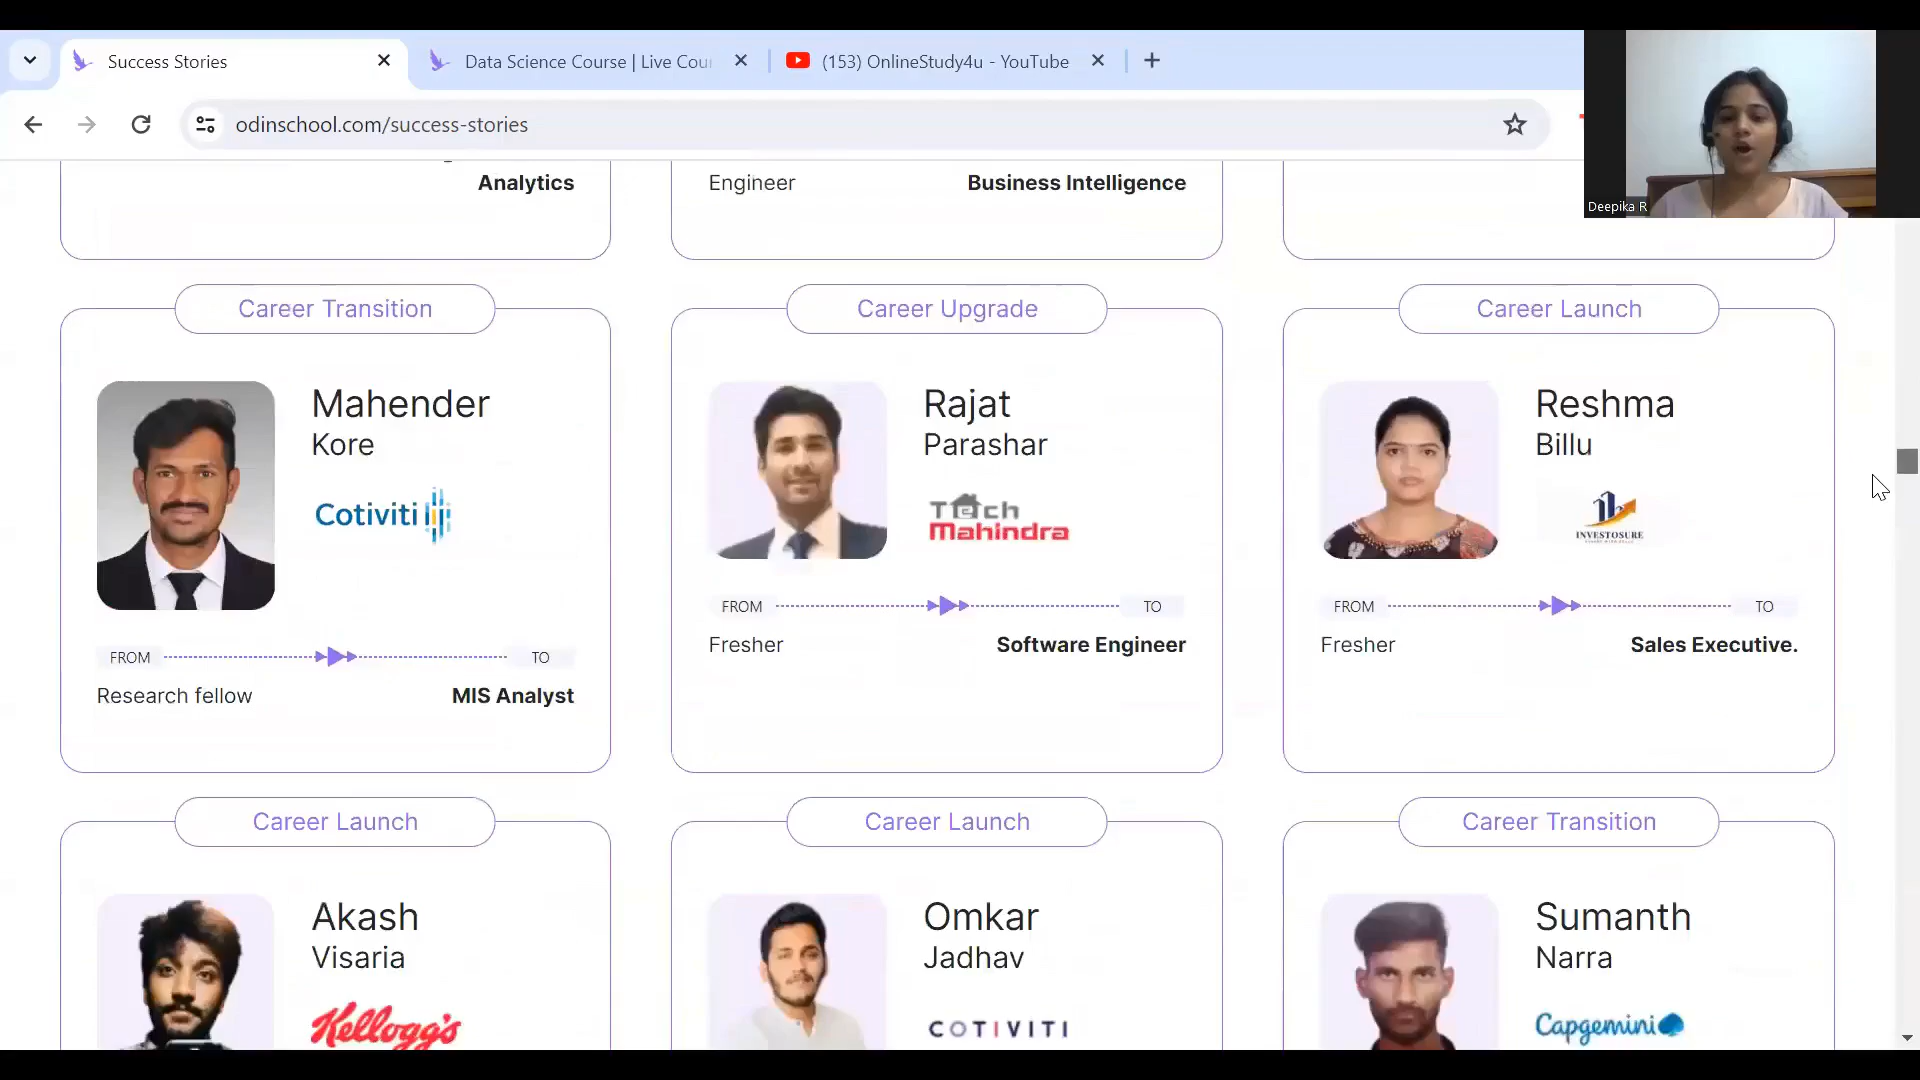 Success Stories
Data Science Course | Live Cour
(153) OnlineStudy4u - YouTube
odinschool.com/success-stories
Deepika R
Analytics
Engineer
Business Intelligence
Career Transition
Career Upgrade
Career Launch
Mahender
Kore
Cotiviti
FROM
TO
Research fellow
MIS Analyst
Rajat
Parashar
Tech
Mahindra
FROM
TO
Fresher
Software Engineer
Reshma
Billu
INVESTOSURE
FROM
TO
Fresher
Sales Executive.
Career Launch
Career Launch
Career Transition
Akash
Visaria
Kellogg's
Omkar
Jadhav
COTIVITI
Sumanth
Narra
Capgemini